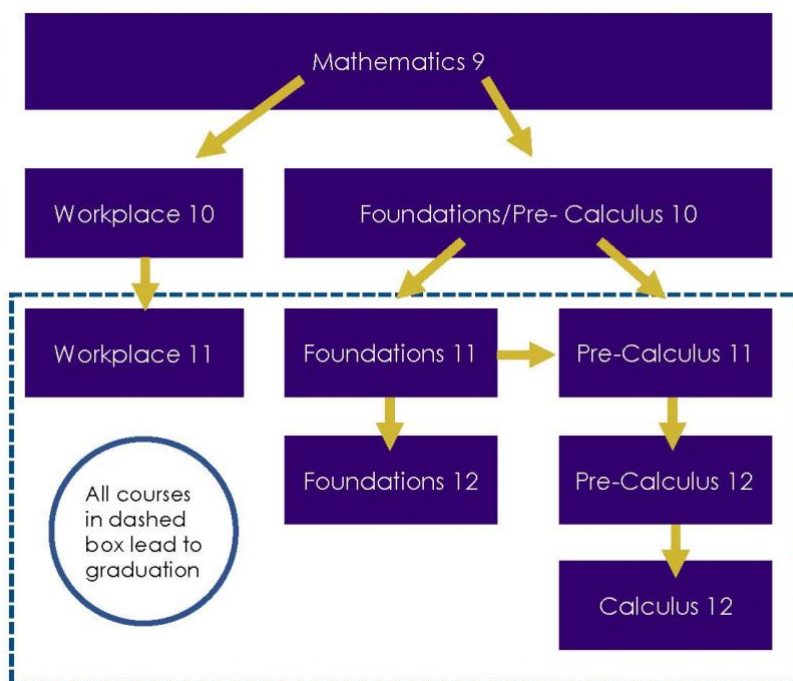 Mathematics 9
Workplace 10
Foundations/Pre- Calculus 10
Workplace 11
Foundations 11
Pre-Calculus 11
Foundations 12
Pre-Calculus 12
All courses
in dashed
box lead to
graduation
Calculus 12